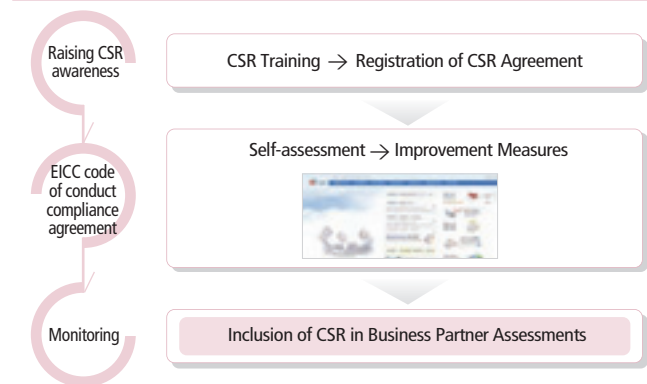 Raising CSR
awareness
CSR Training → Registration of CSR Agreement
EICC code
of conduct
compliance
agreement
Self-assessment → Improvement Measures
Monitoring
Inclusion of CSR in Business Partner Assessments